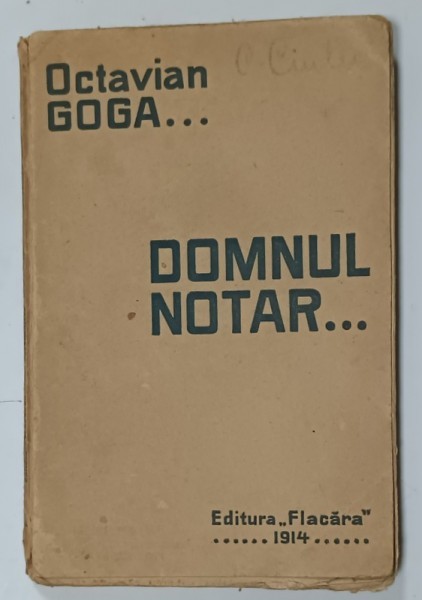 Octavian
GOGA...
DOMNUL
NOTAR...
Editura „Flacăra"
...... 1914 ......